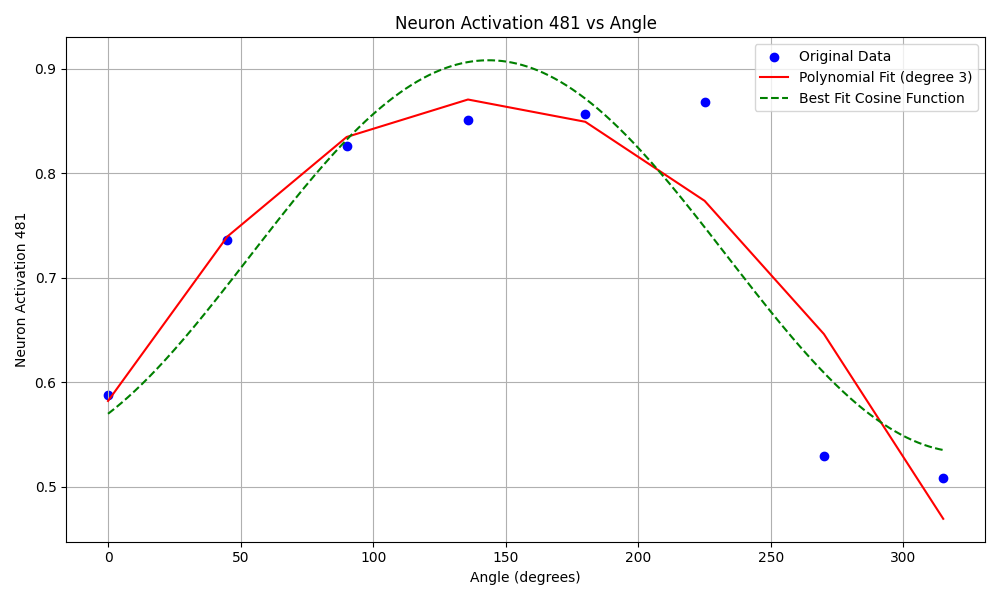 Neuron Activation 481 vs Angle
Original Data
Polynomial Fit (degree 3)
Best Fit Cosine Function
Neuron Activation 481
0.9
0.8
0.7
0.6
0.5
0 50 100 150 200 250 300
Angle (degrees)